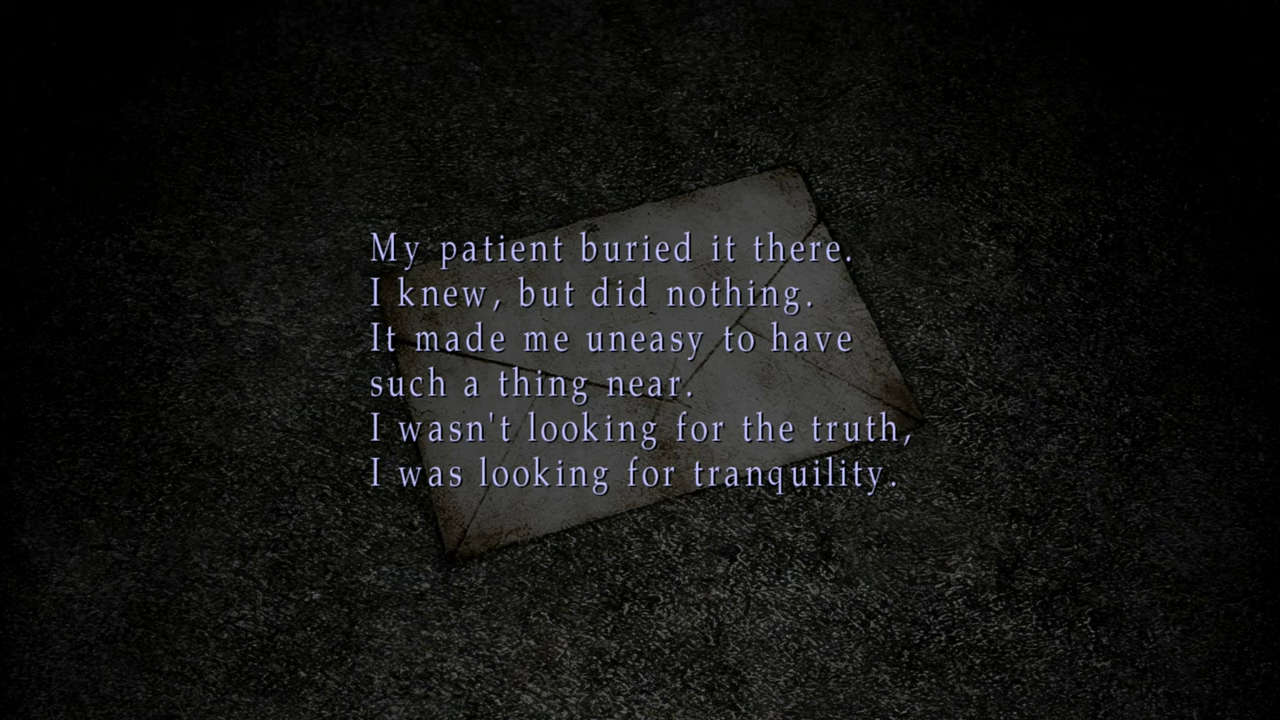 My patient buried it there.
I knew, but did nothing.
It made me uneasy to have
such a thing near.
I wasn't looking for the truth,
I was looking for tranquility.